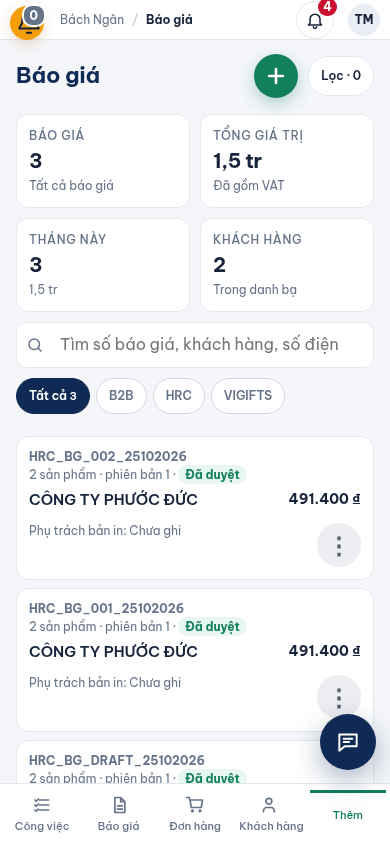 0
Bách Ngân / Báo giá
4
TM
Báo giá
+
Lọc · 0
BÁO GIÁ
3
Tất cả báo giá
TỔNG GIÁ TRỊ
1,5 tr
Đã gồm VAT
THÁNG NÀY
3
1,5 tr
KHÁCH HÀNG
2
Trong danh bạ
Tìm số báo giá, khách hàng, số điện
Tất cả 3
B2B
HRC
VIGIFTS
HRC_BG_002_25102026
2 sản phẩm · phiên bản 1 · Đã duyệt
CÔNG TY PHƯỚC ĐỨC 491.400 ₫
Phụ trách bản in: Chưa ghi
HRC_BG_001_25102026
2 sản phẩm · phiên bản 1 · Đã duyệt
CÔNG TY PHƯỚC ĐỨC 491.400 ₫
Phụ trách bản in: Chưa ghi
HRC_BG_DRAFT_25102026
2 sản phẩm · phiên bản 1 · Đã duyệt
Công việc
Báo giá
Đơn hàng
Khách hàng
Thêm